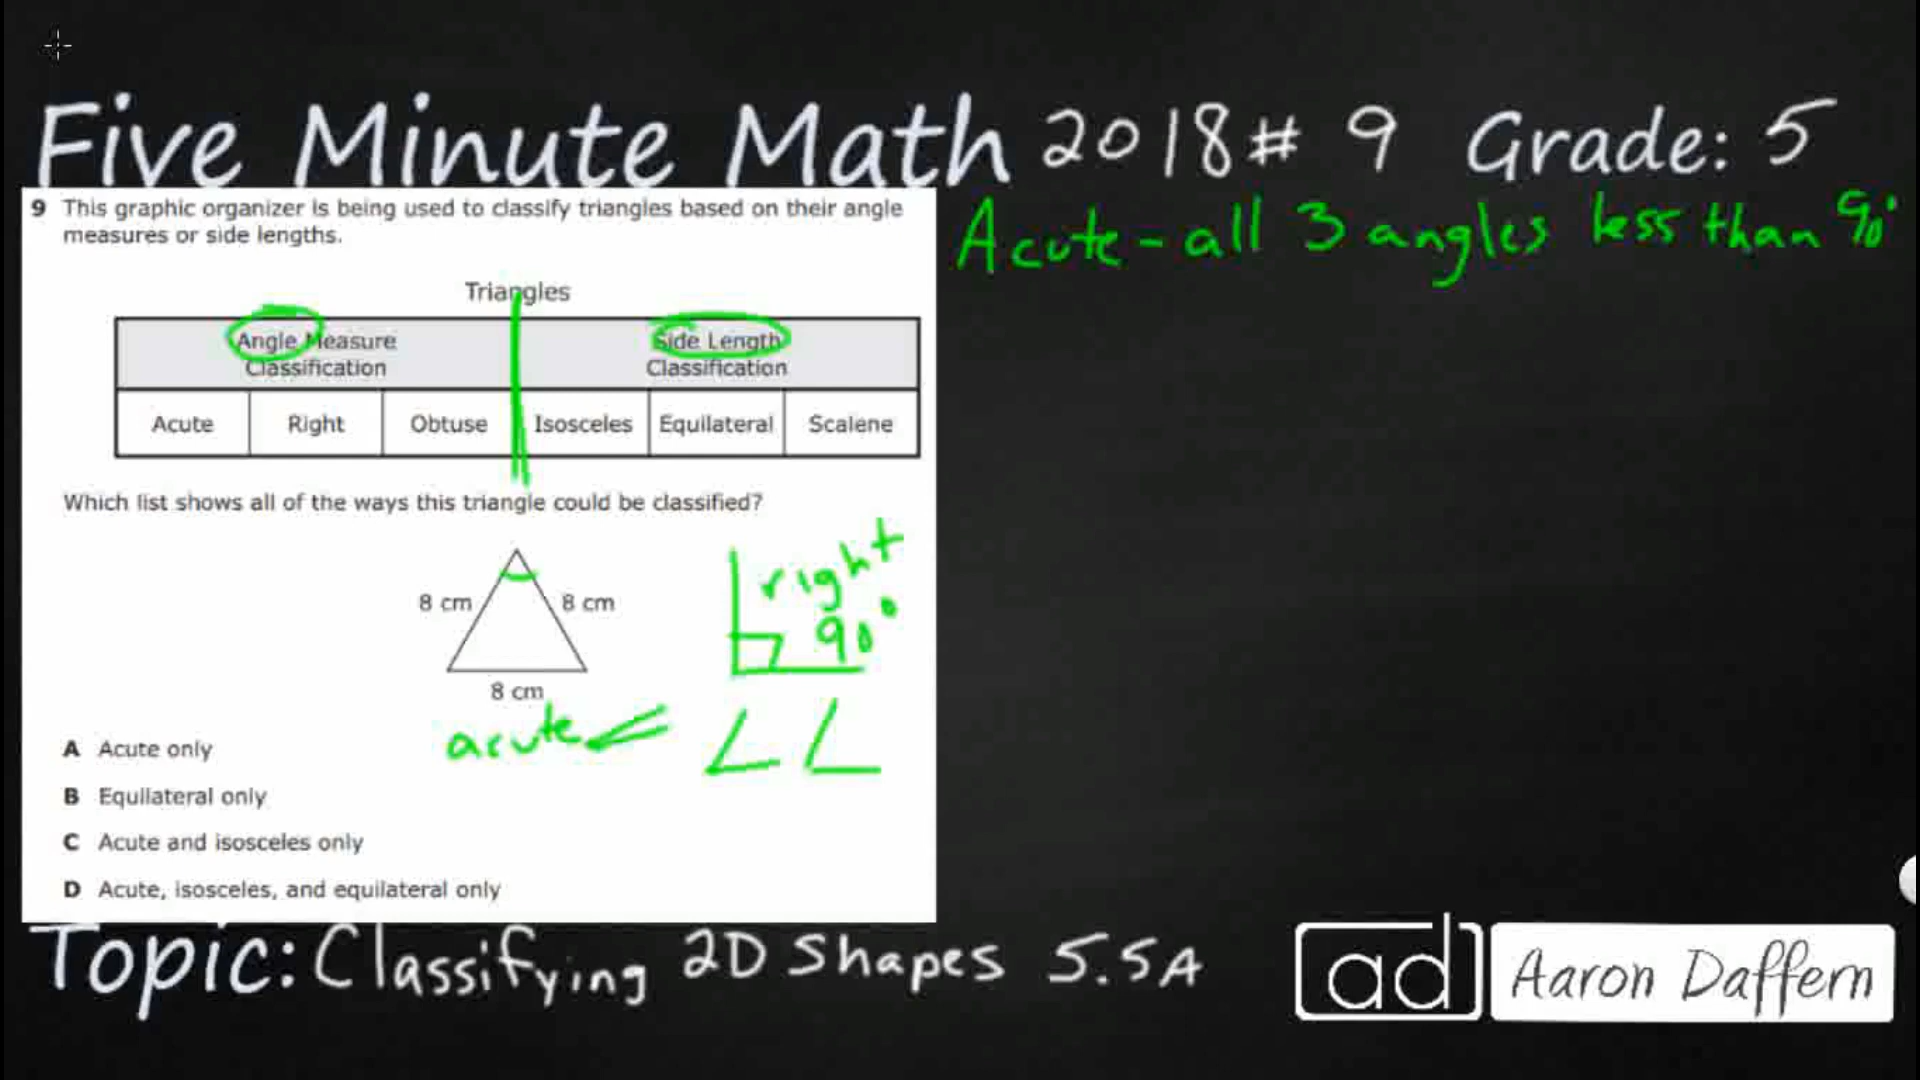 Five Minute Math 2018 # 9 Grade: 5
9 This graphic organizer is being used to classify triangles based on their angle
measures or side lengths.
Acute - all 3 angles less than 90°
Triangles
Angle Measure Classification
Side Length Classification
Acute Right Obtuse Isosceles Equilateral Scalene
Which list shows all of the ways this triangle could be classified?
8 cm 8 cm
8 cm
right
90°
acute
A Acute only
B Equilateral only
C Acute and isosceles only
D Acute, isosceles, and equilateral only
Topic: Classifying 2D Shapes 5.5A
ad Aaron Daffern